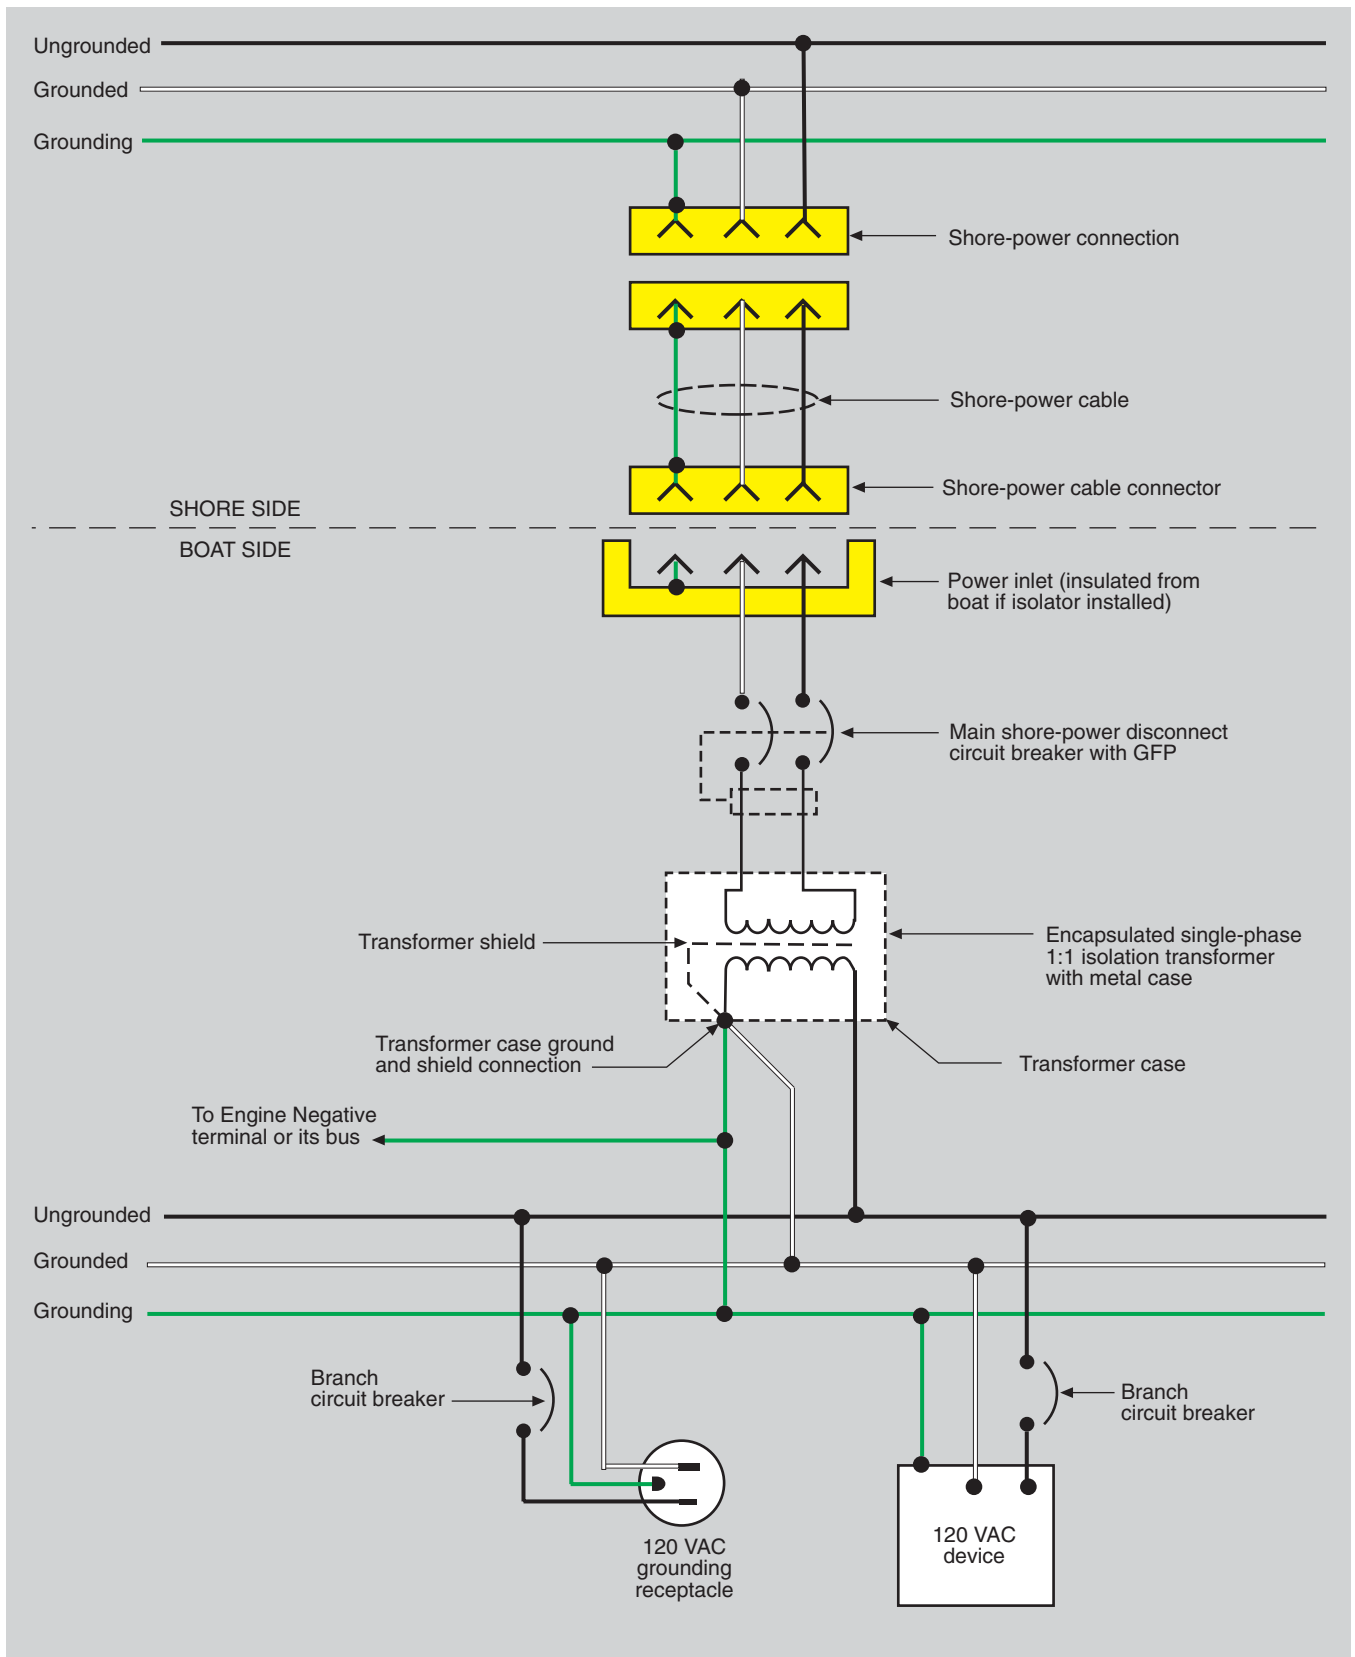 Ungrounded
Grounded
Grounding
Shore-power connection
Shore-power cable
Shore-power cable connector
SHORE SIDE
BOAT SIDE
Power inlet (insulated from
boat if isolator installed)
Main shore-power disconnect
circuit breaker with GFP
Transformer shield
Encapsulated single-phase
1:1 isolation transformer
with metal case
Transformer case ground
and shield connection
Transformer case
To Engine Negative
terminal or its bus
Ungrounded
Grounded
Grounding
Branch
circuit breaker
Branch
circuit breaker
120 VAC
grounding
receptacle
120 VAC
device